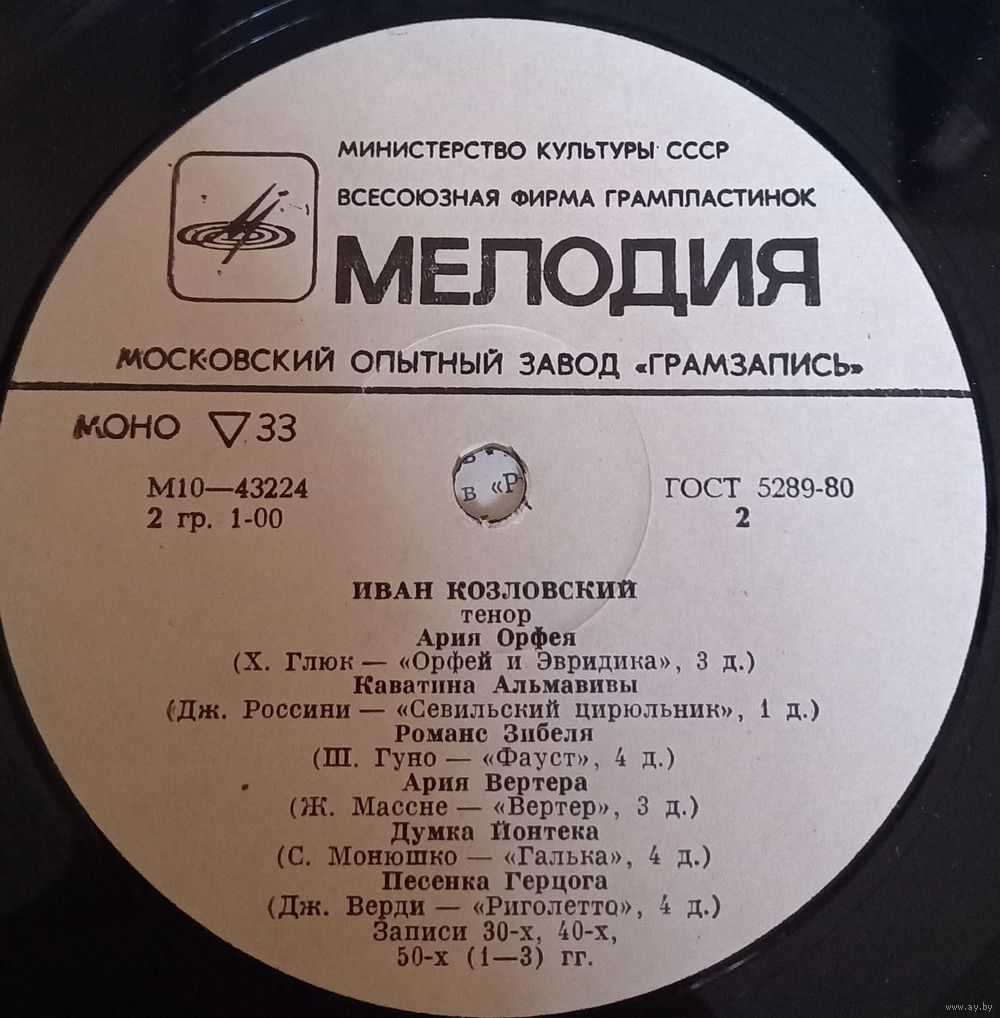 МИНИСТЕРСТВО КУЛЬТУРЫ СССР
ВСЕСОЮЗНАЯ ФИРМА ГРАМПЛАСТИНОК
МЕЛОДИЯ
МОСКОВСКИЙ ОПЫТНЫЙ ЗАВОД «ГРАМЗАПИСЬ»
МОНО ▽ 33
М10—43224
2 гр. 1-00
в «Р
ГОСТ 5289-80
2
ИВАН КОЗЛОВСКИЙ
тенор
Ария Орфея
(Х. Глюк — «Орфей и Эвридика», 3 д.)
Каватина Альмавивы
(Дж. Россини — «Севильский цирюльник», 1 д.)
Романс Зибеля
(Ш. Гуно — «Фауст», 4 д.)
Ария Вертера
(Ж. Массне — «Вертер», 3 д.)
Думка Йонтека
(С. Монюшко — «Галька», 4 д.)
Песенка Герцога
(Дж. Верди — «Риголетто», 4 д.)
Записи 30-х, 40-х,
50-х (1—3) гг.
www.ay.by